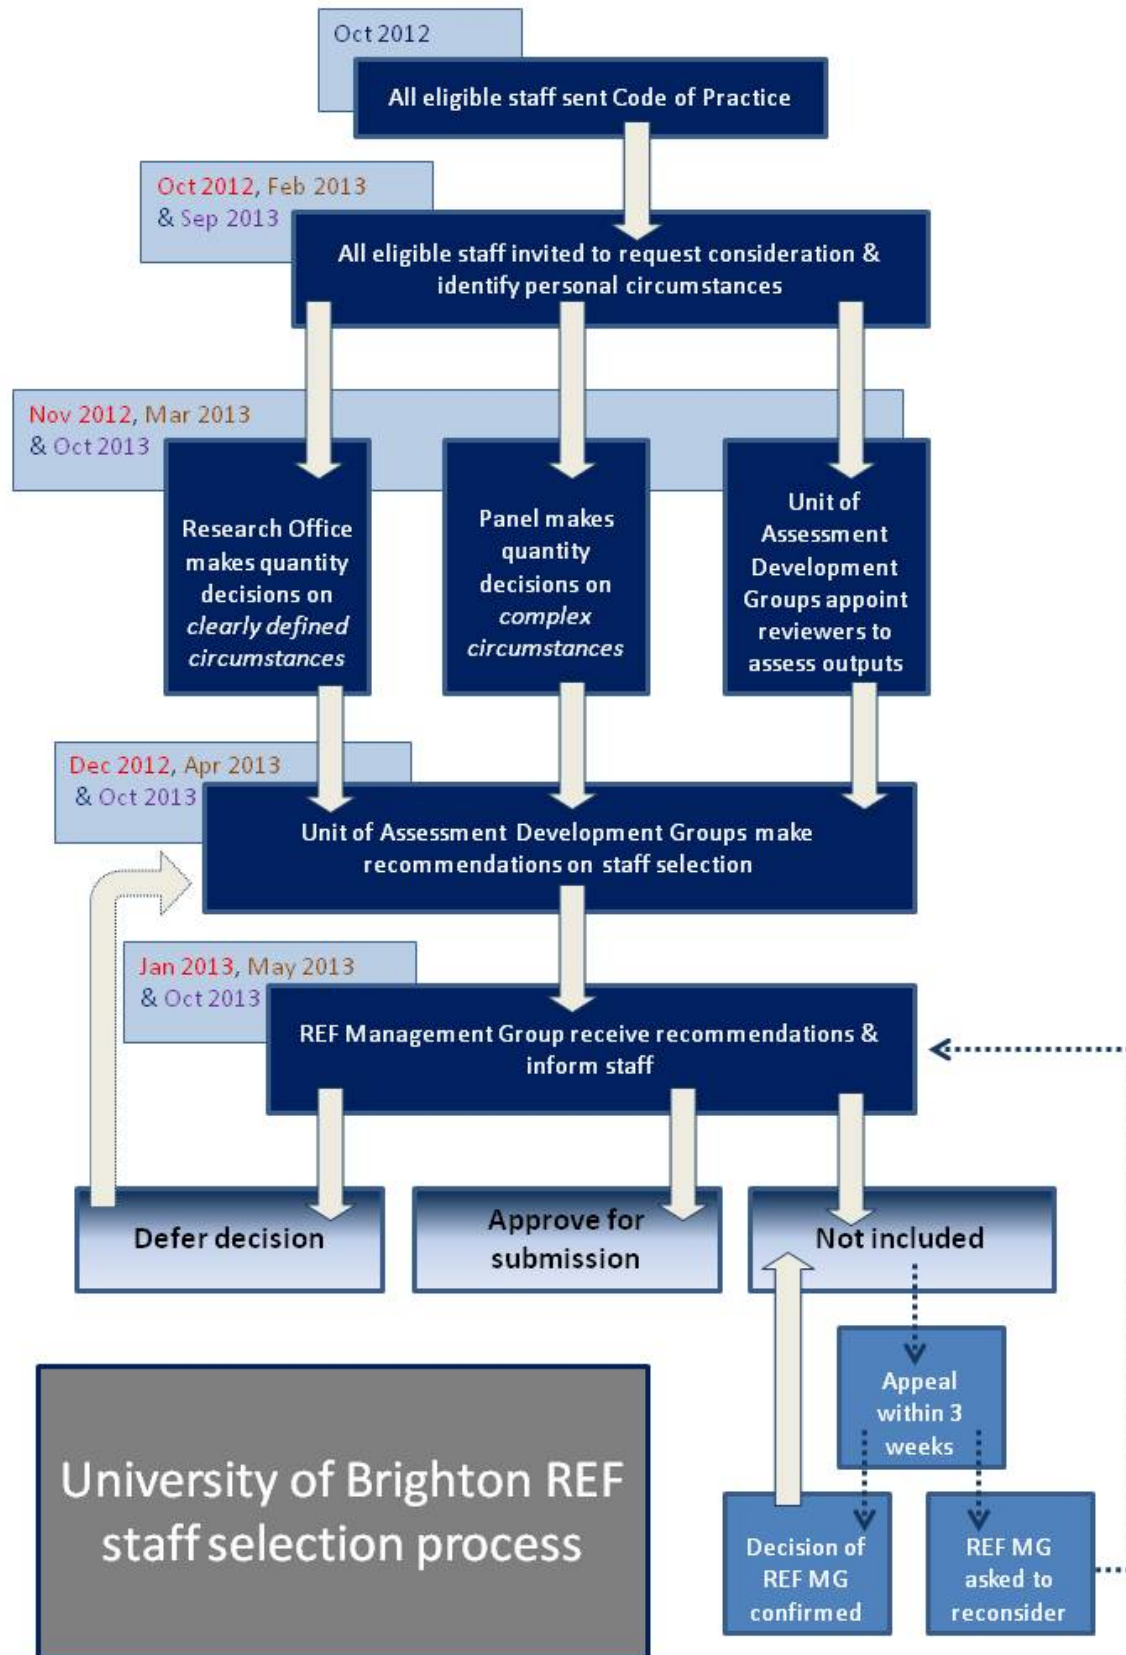 Oct 2012
All eligible staff sent Code of Practice
Oct 2012, Feb 2013
& Sep 2013
All eligible staff invited to request consideration &
identify personal circumstances
Nov 2012, Mar 2013
& Oct 2013
Research Office
makes quantity
decisions on
clearly defined
circumstances
Panel makes
quantity
decisions on
complex
circumstances
Unit of
Assessment
Development
Groups appoint
reviewers to
assess outputs
Dec 2012, Apr 2013
& Oct 2013
Unit of Assessment Development Groups make
recommendations on staff selection
Jan 2013, May 2013
& Oct 2013
REF Management Group receive recommendations &
inform staff
Defer decision
Approve for
submission
Not included
Appeal
within 3
weeks
Decision of
REF MG
confirmed
REF MG
asked to
reconsider
University of Brighton REF
staff selection process